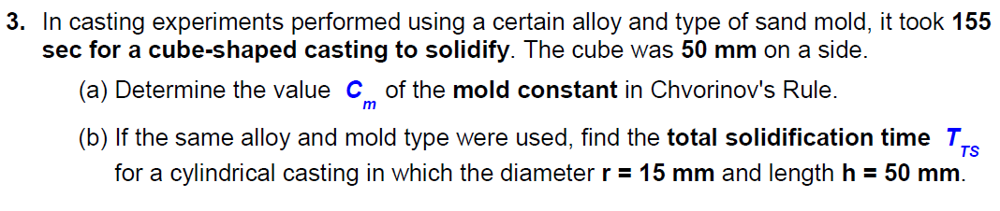 3. In casting experiments performed using a certain alloy and type of sand mold, it took 155
sec for a cube-shaped casting to solidify. The cube was 50 mm on a side.
(a) Determine the value Cm of the mold constant in Chvorinov's Rule.
(b) If the same alloy and mold type were used, find the total solidification time TTS
for a cylindrical casting in which the diameter r = 15 mm and length h = 50 mm.